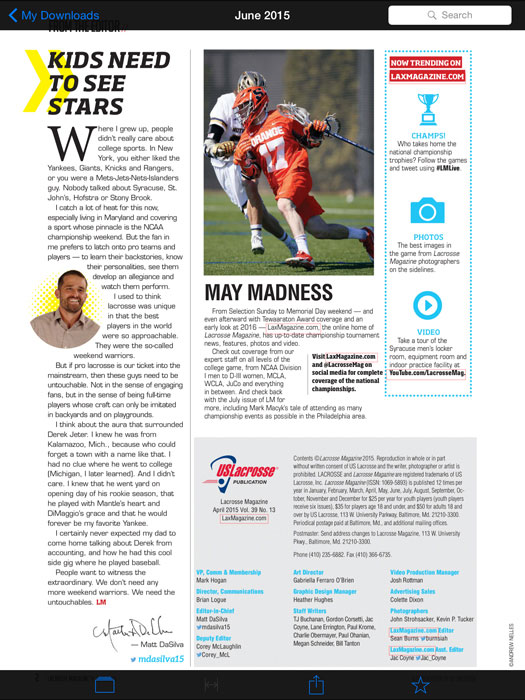 My Downloads
June 2015
Search
FROM THE EDITOR
KIDS NEED
TO SEE
STARS
Where I grew up, people
didn't really care about
college sports. In New
York, you either liked the
Yankees, Giants, Knicks and Rangers,
or you were a Mets-Jets-Nets-Islanders
guy. Nobody talked about Syracuse, St.
John's, Hofstra or Stony Brook.
I catch a lot of heat for this now,
especially living in Maryland and covering
a sport whose pinnacle is the NCAA
championship weekend. But the fan in
me prefers to latch onto pro teams and
players — to learn their backstories, know
their personalities, see them
develop an allegiance and
watch them perform.
I used to think
lacrosse was unique
in that the best
players in the world
were so approachable.
They were the so-called
weekend warriors.
But if pro lacrosse is our ticket into the
mainstream, then these guys need to be
untouchable. Not in the sense of engaging
fans, but in the sense of being full-time
players whose craft can only be imitated
in backyards and on playgrounds.
I think about the aura that surrounded
Derek Jeter. I knew he was from
Kalamazoo, Mich., because who could
forget a town with a name like that. I
had no clue where he went to college
(Michigan, I later learned). And I didn't
care. I knew that he went yard on
opening day of his rookie season, that
he played with Mantle's heart and
DiMaggio's grace and that he would
forever be my favorite Yankee.
I certainly never expected my dad to
come home talking about Derek from
accounting, and how he had this cool
side gig where he played baseball.
People want to witness the
extraordinary. We don't need any
more weekend warriors. We need the
untouchables. LM
— Matt DaSilva
mdasilva15
ORANGE
17
MAY MADNESS
From Selection Sunday to Memorial Day weekend — and
even afterward with Tewaaraton Award coverage and an
early look at 2016 — LaxMagazine.com, the online home of
Lacrosse Magazine, has up-to-date championship tournament
news, features, photos and video.
Check out coverage from our
expert staff on all levels of the
college game, from NCAA Division
I men to D-III women, MCLA,
WCLA, JuCo and everything
in between. And check back
with the July issue of LM for
more, including Mark Macyk's tale of attending as many
championship events as possible in the Philadelphia area.
Visit LaxMagazine.com
and @LacrosseMag on
social media for complete
coverage of the national
championships.
NOW TRENDING ON
LAXMAGAZINE.COM
CHAMPS!
Who takes home the
national championship
trophies? Follow the games
and tweet using #LMLive.
PHOTOS
The best images in
the game from Lacrosse
Magazine photographers
on the sidelines.
VIDEO
Take a tour of the
Syracuse men's locker
room, equipment room and
indoor practice facility at
YouTube.com/LacrosseMag.
USLacrosse
PUBLICATION
Lacrosse Magazine
April 2015 Vol. 39 No. 13
LaxMagazine.com
Contents ©Lacrosse Magazine 2015. Reproduction in whole or in part
without written consent of US Lacrosse and the writer, photographer or artist is
prohibited. LACROSSE and Lacrosse Magazine are registered trademarks of US
Lacrosse, Inc. Lacrosse Magazine (ISSN: 1069-5893) is published 12 times per
year in January, February, March, April, May, June, July, August, September, Oc-
tober, November and December for $25 per year for youth players (youth players
receive six issues), $35 for players age 18 and under, and $50 for adults 18 and
over by US Lacrosse, 113 W. University Parkway, Baltimore, Md. 21210-3300.
Periodical postage paid at Baltimore, Md., and additional mailing offices.
Postmaster: Send address changes to Lacrosse Magazine, 113 W. University
Pkwy., Baltimore, Md. 21210-3300.
Phone (410) 235-6882. Fax (410) 366-6735.
VP, Comm & Membership
Mark Hogan
Director, Communications
Brian Logue
Editor-in-Chief
Matt DaSilva
mdasilva15
Deputy Editor
Corey McLaughlin
Corey_McL
Art Director
Gabriella Ferraro O'Brien
Graphic Design Manager
Heather Hughes
Staff Writers
TJ Buchanan, Gordon Corsetti, Jac
Coyne, Lane Errington, Paul Krome,
Charlie Obermayer, Paul Ohanian,
Megan Schneider, Bill Tanton
Video Production Manager
Josh Rottman
Advertising Sales
Colette Dixon
Photographers
John Strohsacker, Kevin P. Tucker
LaxMagazine.com Editor
Sean Burns burnsiah
LaxMagazine.com Asst. Editor
Jac Coyne Jac_Coyne
©ANDREW NELLES